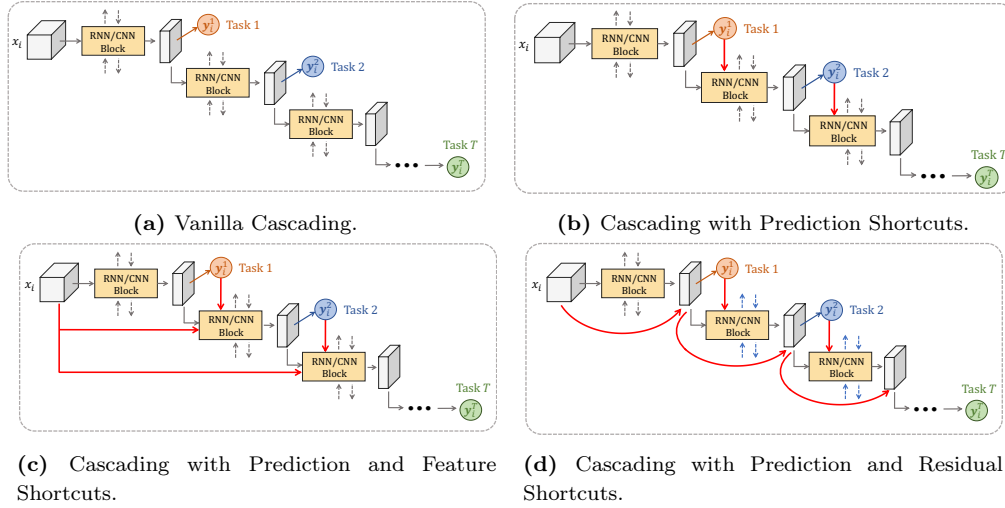 x_i
RNN/CNN
Block
y_i^1 Task 1
RNN/CNN
Block
y_i^2 Task 2
RNN/CNN
Block
Task T
y_i^T
(a) Vanilla Cascading.
x_i
RNN/CNN
Block
y_i^1 Task 1
RNN/CNN
Block
y_i^2 Task 2
RNN/CNN
Block
Task T
y_i^T
(b) Cascading with Prediction Shortcuts.
x_i
RNN/CNN
Block
y_i^1 Task 1
RNN/CNN
Block
y_i^2 Task 2
RNN/CNN
Block
Task T
y_i^T
(c) Cascading with Prediction and Feature
Shortcuts.
x_i
RNN/CNN
Block
y_i^1 Task 1
RNN/CNN
Block
y_i^2 Task 2
RNN/CNN
Block
Task T
y_i^T
(d) Cascading with Prediction and Residual
Shortcuts.